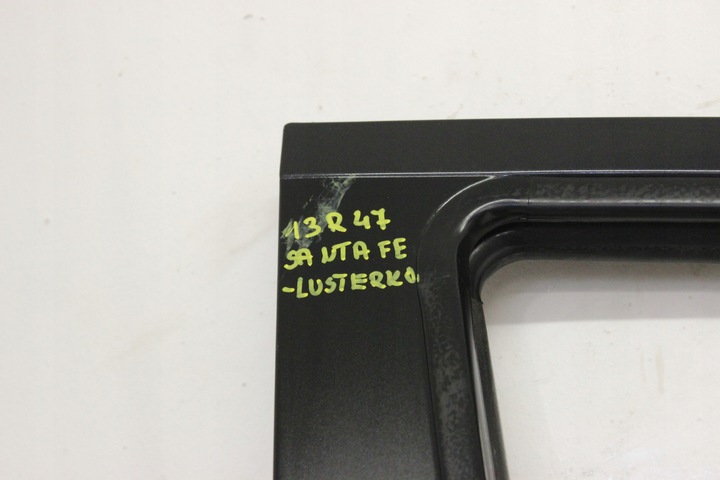 13R47
SANTA FE
-LUSTERKO